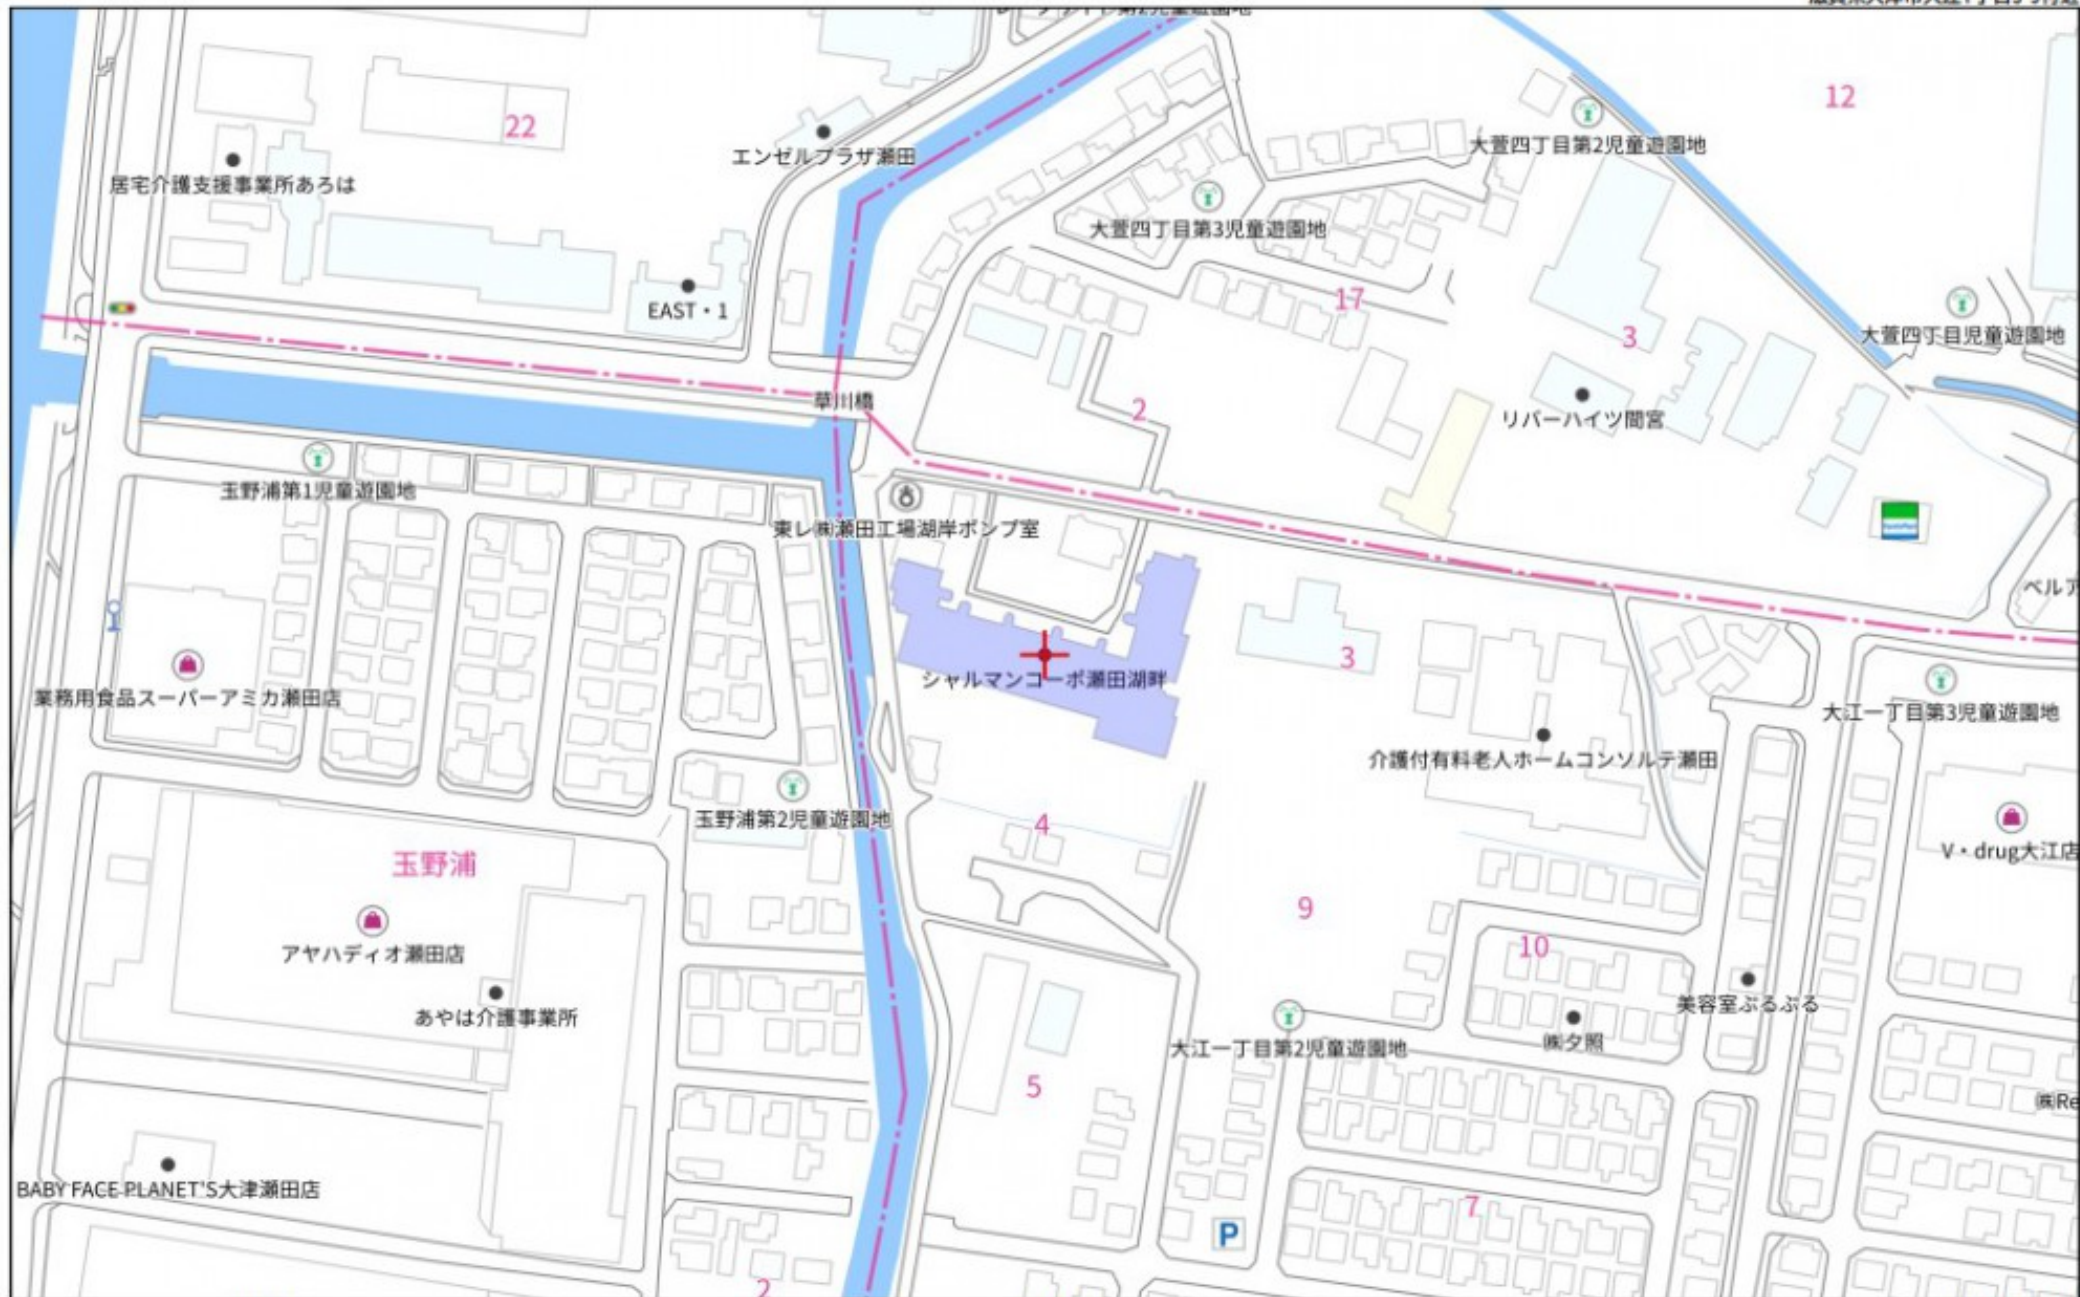 12
22
エンゼルプラザ瀬田
大萱四丁目第2児童遊園地
居宅介護支援事業所あろは
大萱四丁目第3児童遊園地
EAST・1
17
3
大萱四丁目児童遊園地
草川橋
2
リバーハイツ間宮
玉野浦第1児童遊園地
東レ㈱瀬田工場湖岸ポンプ室
FamilyMart
ベルア
シャルマンコーポ瀬田湖畔
3
業務用食品スーパーアミカ瀬田店
大江一丁目第3児童遊園地
介護付有料老人ホームコンソルテ瀬田
玉野浦第2児童遊園地
4
V・drug大江店
玉野浦
9
アヤハディオ瀬田店
10
あやは介護事業所
美容室ぷるぷる
㈱夕照
大江一丁目第2児童遊園地
5
㈱Re
BABY FACE PLANET'S大津瀬田店
7
P
2